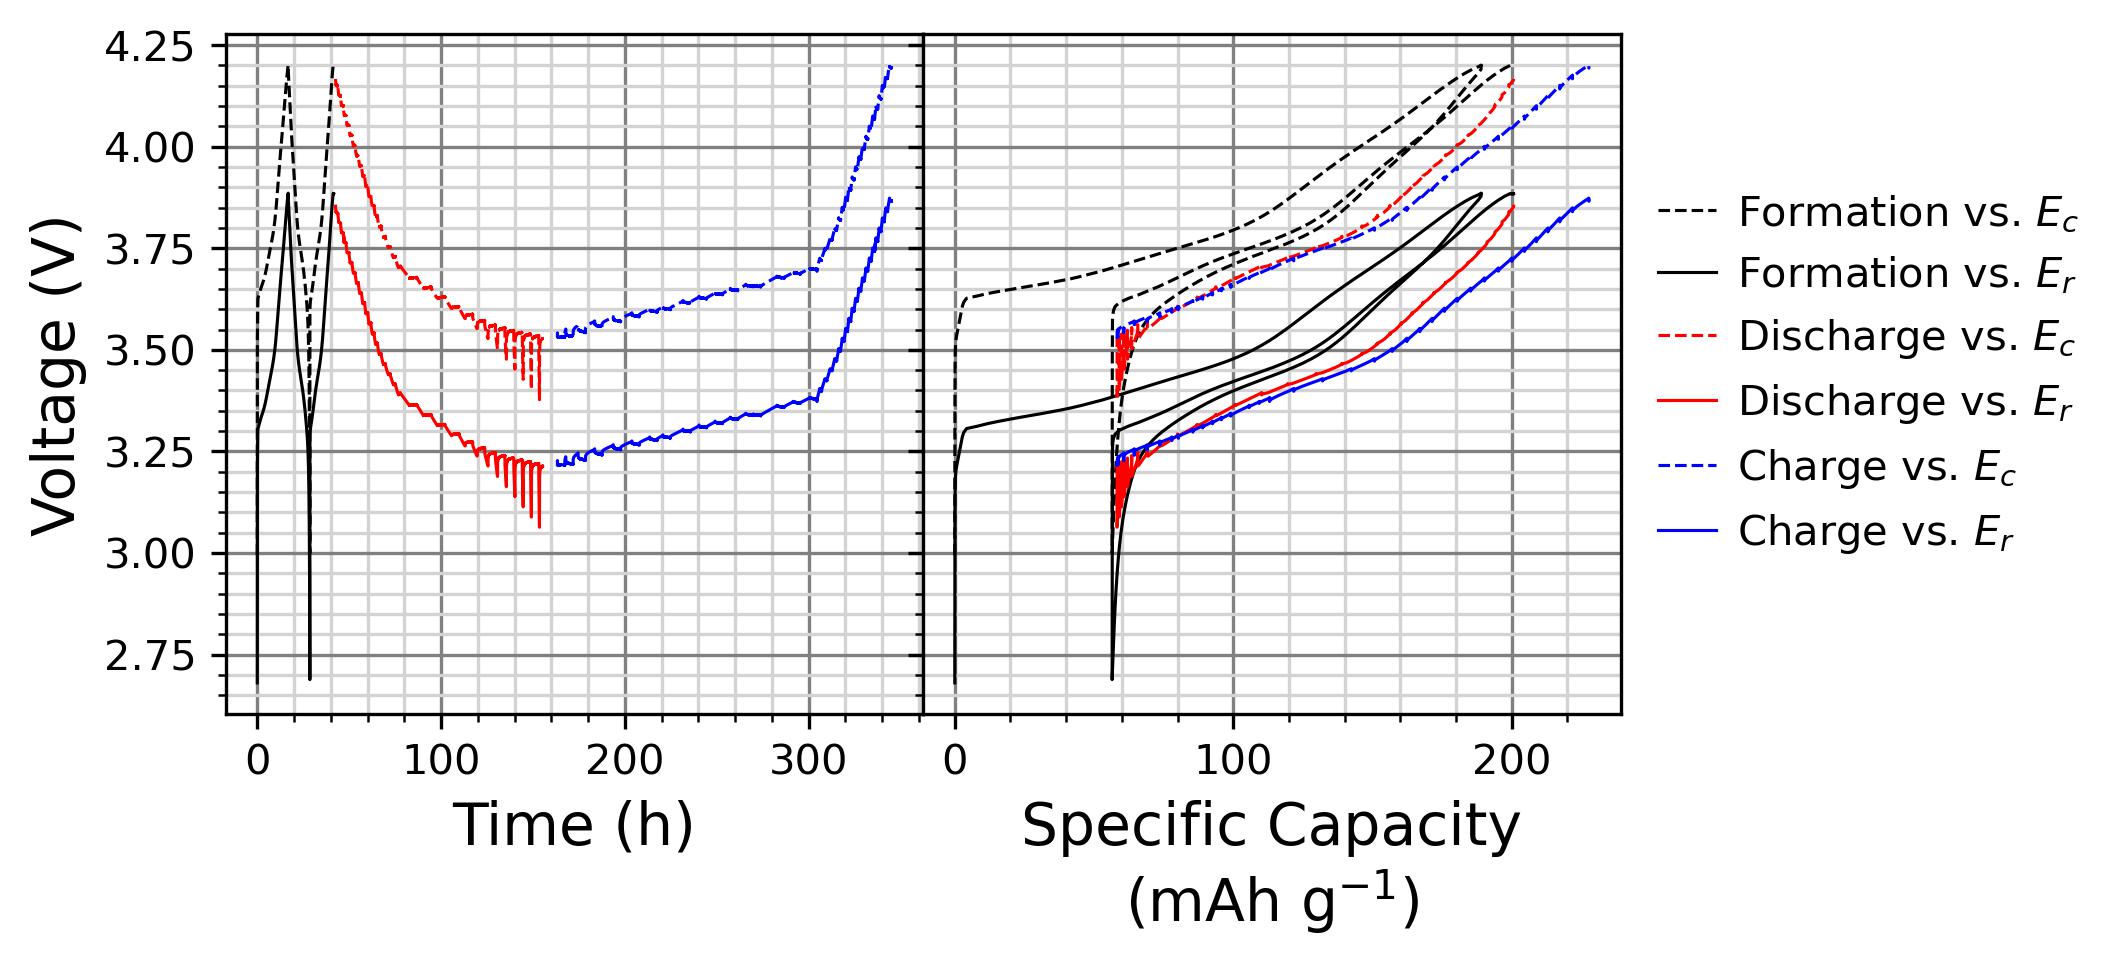 4.25
4.00
3.75
3.50
3.25
3.00
2.75
Voltage (V)
0 100 200 300
Time (h)
0 100 200
Specific Capacity
(mAh g⁻¹)
Formation vs. E_c
Formation vs. E_r
Discharge vs. E_c
Discharge vs. E_r
Charge vs. E_c
Charge vs. E_r